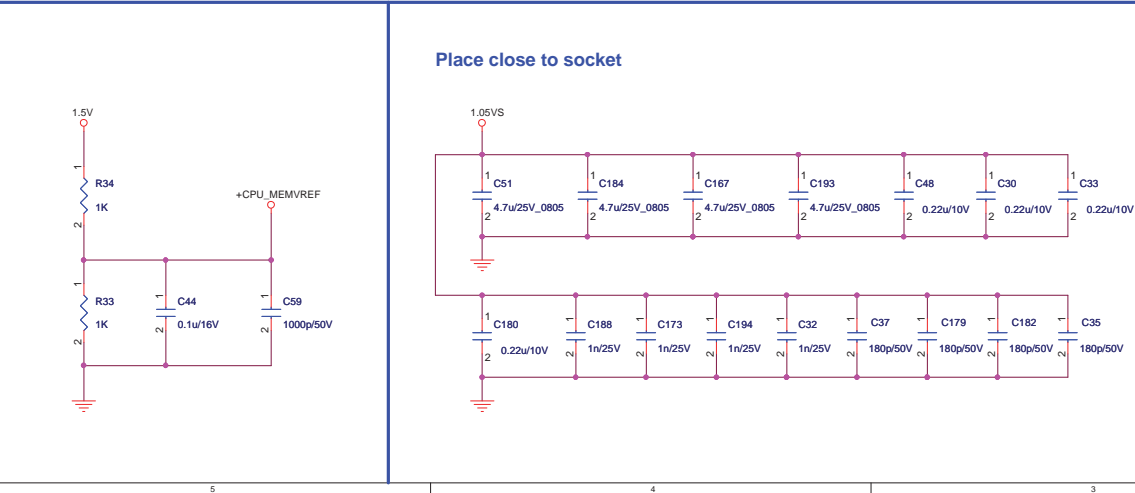 Place close to socket
1.5V
1
R34
1K
2
+CPU_MEMVREF
1
R33
1K
2
1
C44
0.1u/16V
2
1
C59
1000p/50V
2
1.05VS
1
C51
4.7u/25V_0805
2
1
C184
4.7u/25V_0805
2
1
C167
4.7u/25V_0805
2
1
C193
4.7u/25V_0805
2
1
C48
0.22u/10V
2
1
C30
0.22u/10V
2
1
C33
0.22u/10V
2
1
C180
0.22u/10V
2
1
C188
1n/25V
2
1
C173
1n/25V
2
1
C194
1n/25V
2
1
C32
1n/25V
2
1
C37
180p/50V
2
1
C179
180p/50V
2
1
C182
180p/50V
2
1
C35
180p/50V
2
5
4
3